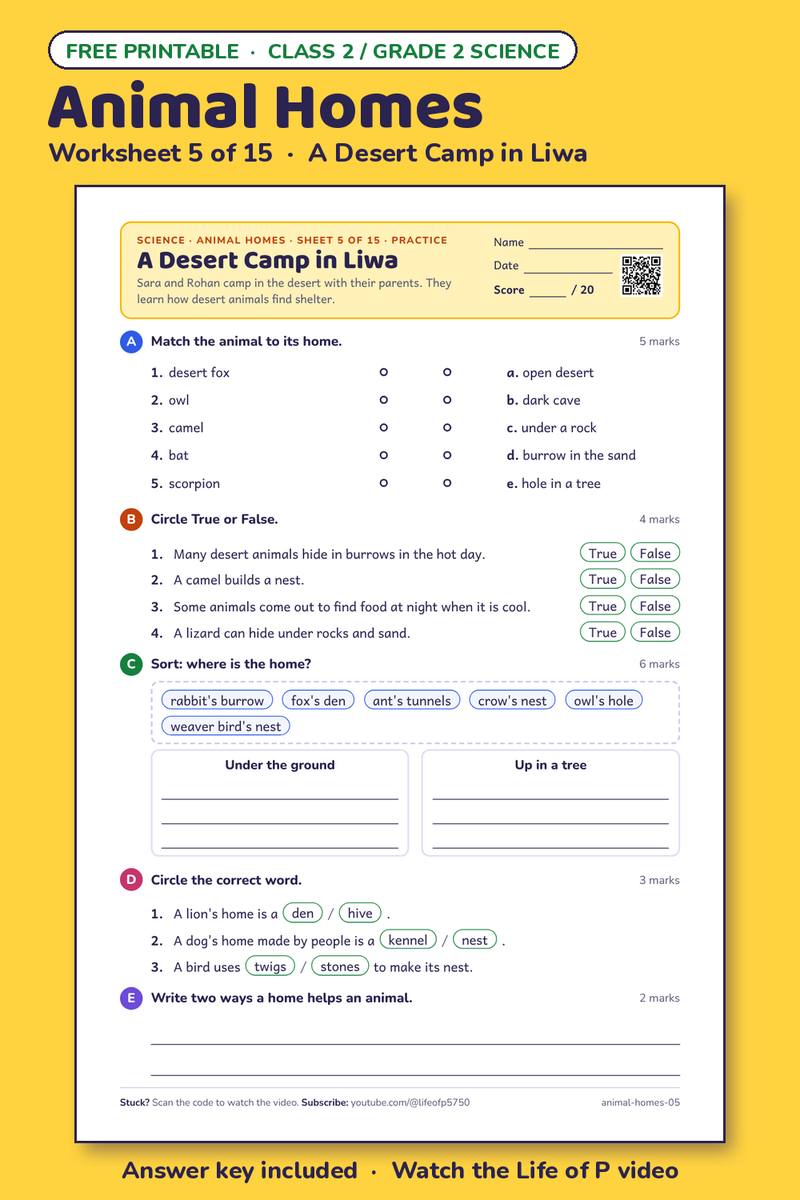 FREE PRINTABLE · CLASS 2 / GRADE 2 SCIENCE
Animal Homes
Worksheet 5 of 15 · A Desert Camp in Liwa
SCIENCE · ANIMAL HOMES · SHEET 5 OF 15 · PRACTICE
A Desert Camp in Liwa
Sara and Rohan camp in the desert with their parents. They
learn how desert animals find shelter.
Name
Date
Score / 20
A Match the animal to its home. 5 marks
1. desert fox a. open desert
2. owl b. dark cave
3. camel c. under a rock
4. bat d. burrow in the sand
5. scorpion e. hole in a tree
B Circle True or False. 4 marks
1. Many desert animals hide in burrows in the hot day. True False
2. A camel builds a nest. True False
3. Some animals come out to find food at night when it is cool. True False
4. A lizard can hide under rocks and sand. True False
C Sort: where is the home? 6 marks
rabbit's burrow fox's den ant's tunnels crow's nest owl's hole
weaver bird's nest
Under the ground Up in a tree
D Circle the correct word. 3 marks
1. A lion's home is a den / hive .
2. A dog's home made by people is a kennel / nest .
3. A bird uses twigs / stones to make its nest.
E Write two ways a home helps an animal. 2 marks
Stuck? Scan the code to watch the video. Subscribe: youtube.com/@lifeofp5750 animal-homes-05
Answer key included · Watch the Life of P video